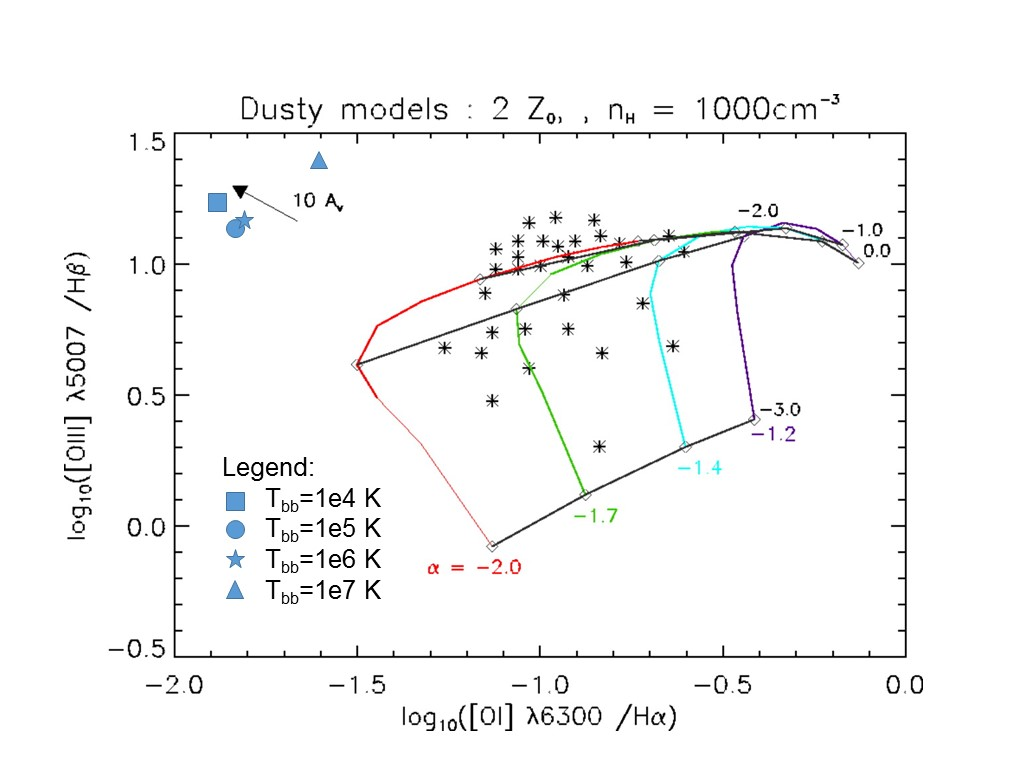 Dusty models : 2 Z₀, , n_H = 1000cm⁻³
1.5
1.0
0.5
0.0
−0.5
log₁₀([OIII] λ5007 /Hβ)
10 Aᵥ
−2.0
−1.0
0.0
−3.0
−1.2
−1.4
−1.7
α = −2.0
Legend:
T_bb=1e4 K
T_bb=1e5 K
T_bb=1e6 K
T_bb=1e7 K
−2.0 −1.5 −1.0 −0.5 0.0
log₁₀([OI] λ6300 /Hα)